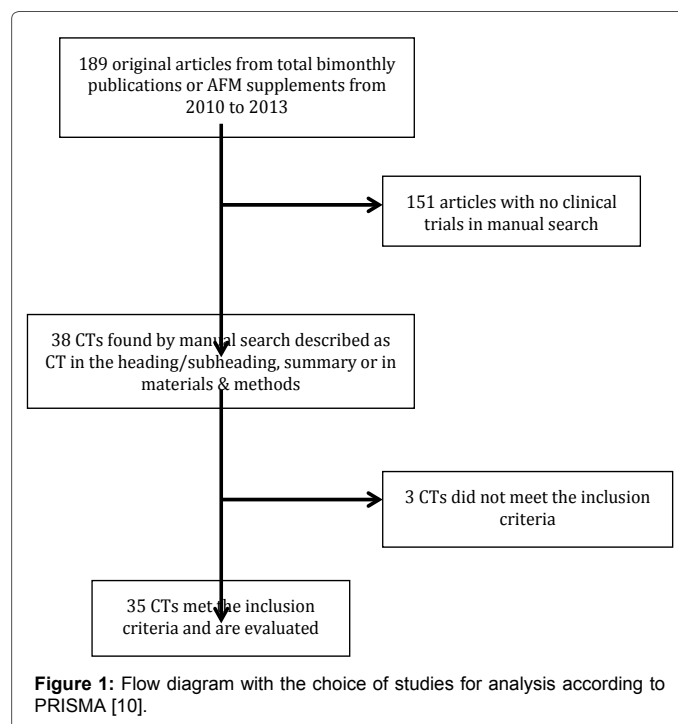 189 original articles from total bimonthly
publications or AFM supplements from
2010 to 2013
151 articles with no clinical
trials in manual search
38 CTs found by manual search described as
CT in the heading/subheading, summary or in
materials & methods
3 CTs did not meet the inclusion
criteria
35 CTs met the inclusion
criteria and are evaluated
Figure 1: Flow diagram with the choice of studies for analysis according to
PRISMA [10].